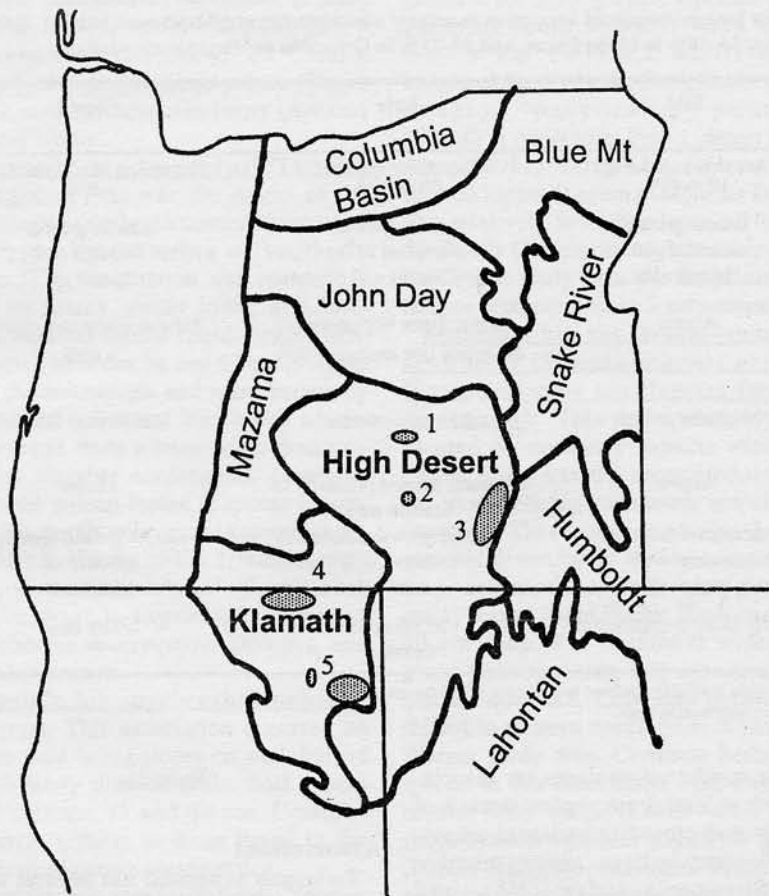 Columbia
Basin
Blue Mt
John Day
Snake River
Mazama
1
High Desert
2
3
Humboldt
4
Klamath
5
Lahontan